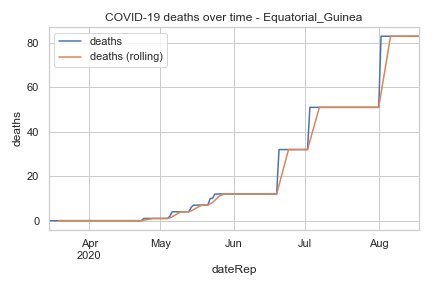 COVID-19 deaths over time - Equatorial_Guinea
deaths
deaths (rolling)
80
60
40
20
0
deaths
Apr
2020
May
Jun
Jul
Aug
dateRep